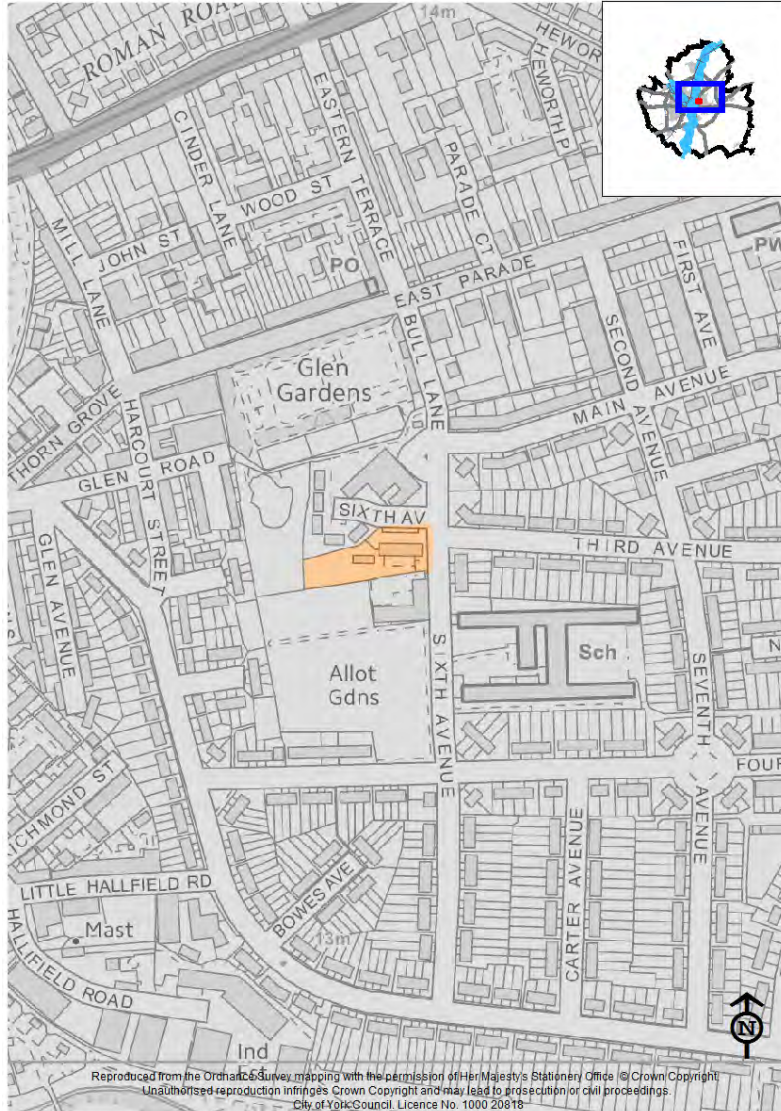 14m
ROMAN ROA
HEWOR
HEWORTH P
EASTERN TERRACE
CINDER LANE
WOOD ST
PARADE CT
MILL LANE
JOHN ST
PO
EAST PARADE
FIRST AVE
PW
BULL LANE
SECOND AVENUE
Glen
Gardens
MAIN AVENUE
THORN GROVE
HARCOURT STREET
GLEN ROAD
SIXTH AV
THIRD AVENUE
GLEN AVENUE
SIXTH AVENUE
Sch
SEVENTH AVENUE
N
Allot
Gdns
FOUR
RICHMOND ST
CARTER AVENUE
BOWES AVE
LITTLE HALLFIELD RD
Mast
13m
HALLIFIELD ROAD
N
Ind
Est
Reproduced from the Ordnance Survey mapping with the permission of Her Majesty's Stationery Office. © Crown Copyright.
Unauthorised reproduction infringes Crown Copyright and may lead to prosecution or civil proceedings.
City of York Council. Licence No. 1000 20818